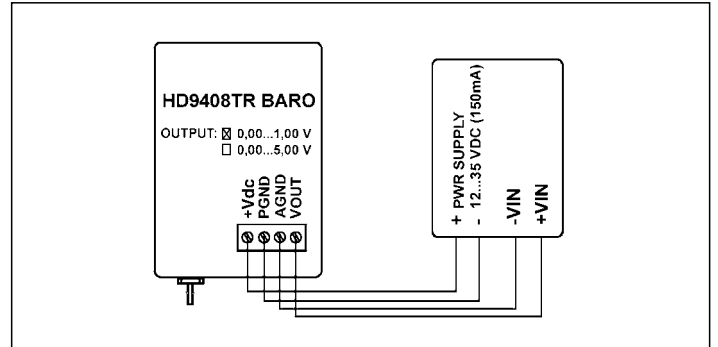 HD9408TR BARO
OUTPUT: ☒ 0,00...1,00 V
☐ 0,00...5,00 V
+Vdc
PGND
AGND
VOUT
+ PWR SUPPLY
- 12...35 VDC (150mA)
-VIN
+VIN